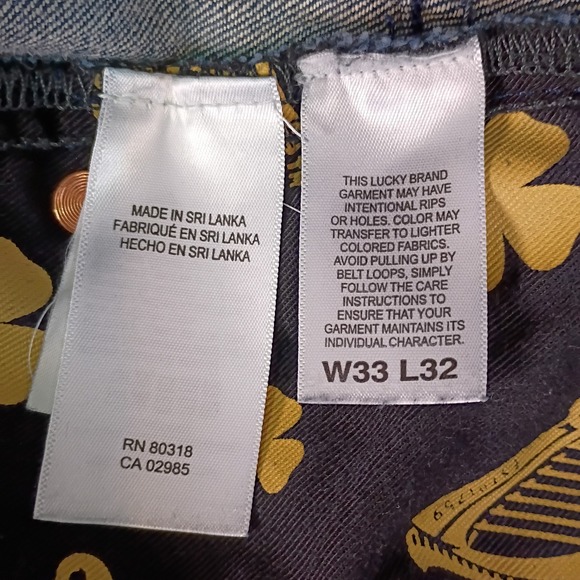 MADE IN SRI LANKA
FABRIQUÉ EN SRI LANKA
HECHO EN SRI LANKA
RN 80318
CA 02985
THIS LUCKY BRAND
GARMENT MAY HAVE
INTENTIONAL RIPS
OR HOLES. COLOR MAY
TRANSFER TO LIGHTER
COLORED FABRICS.
AVOID PULLING UP BY
BELT LOOPS, SIMPLY
FOLLOW THE CARE
INSTRUCTIONS TO
ENSURE THAT YOUR
GARMENT MAINTAINS ITS
INDIVIDUAL CHARACTER.
W33 L32